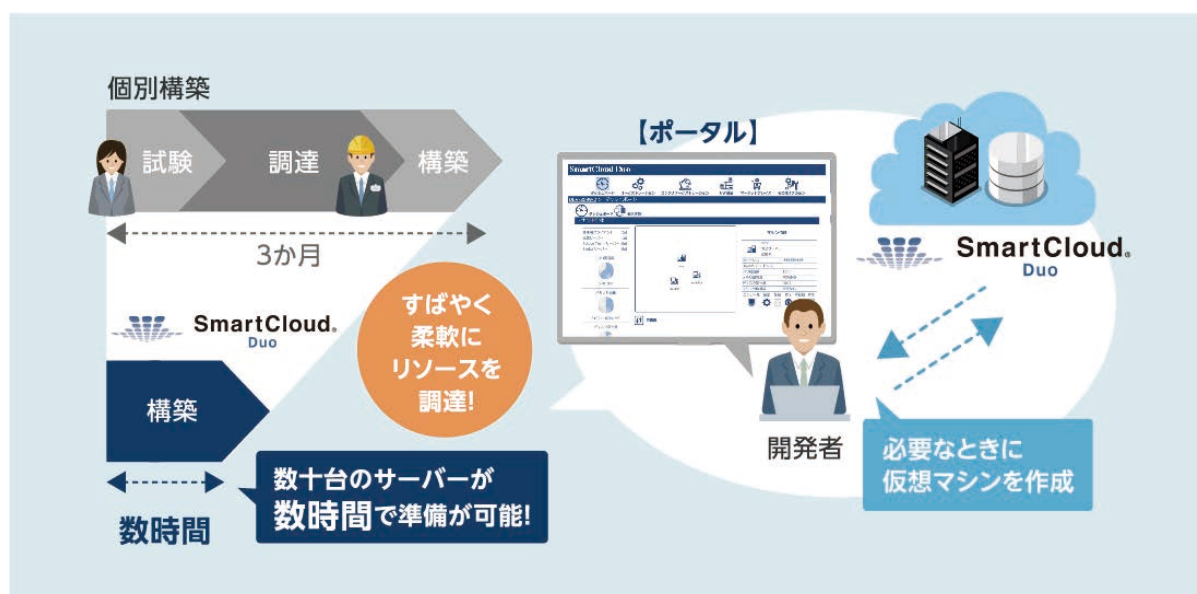 個別構築
試験
調達
構築
3か月
SmartCloud®
Duo
構築
数時間
すばやく
柔軟に
リソースを
調達!
数十台のサーバーが
数時間で準備が可能!
【ポータル】
SmartCloud Duo
SmartCloud®
Duo
開発者
必要なときに
仮想マシンを作成